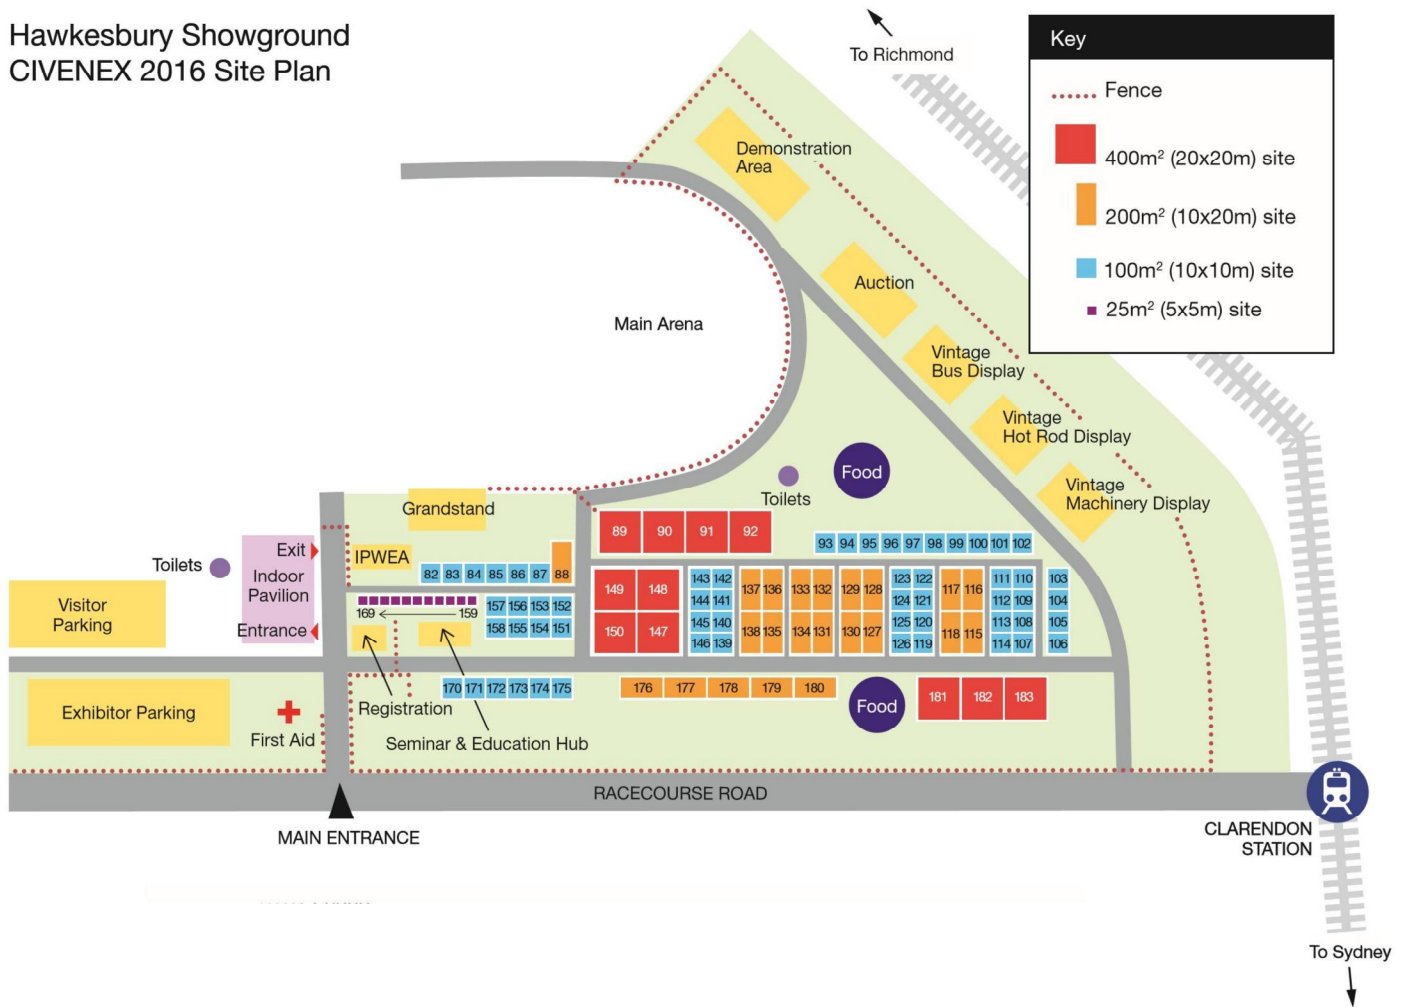 Hawkesbury Showground
CIVENEX 2016 Site Plan
To Richmond
Key
Fence
400m² (20x20m) site
200m² (10x20m) site
100m² (10x10m) site
25m² (5x5m) site
Demonstration
Area
Auction
Main Arena
Vintage
Bus Display
Vintage
Hot Rod Display
Vintage
Machinery Display
Food
Toilets
Grandstand
89 90 91 92
93 94 95 96 97 98 99 100 101 102
Exit
IPWEA
Toilets
Indoor
Pavilion
Entrance
82 83 84 85 86 87 88
Visitor
Parking
169 159
157 156 153 152
158 155 154 151
149 148
150 147
143 142
144 141
145 140
146 139
137 136
138 135
133 132
134 131
129 128
130 127
123 122
124 121
125 120
126 119
117 116
118 115
111 110
112 109
113 108
114 107
103
104
105
106
170 171 172 173 174 175
176 177 178 179 180
Food
181 182 183
Exhibitor Parking
First Aid
Registration
Seminar & Education Hub
RACECOURSE ROAD
MAIN ENTRANCE
CLARENDON
STATION
To Sydney